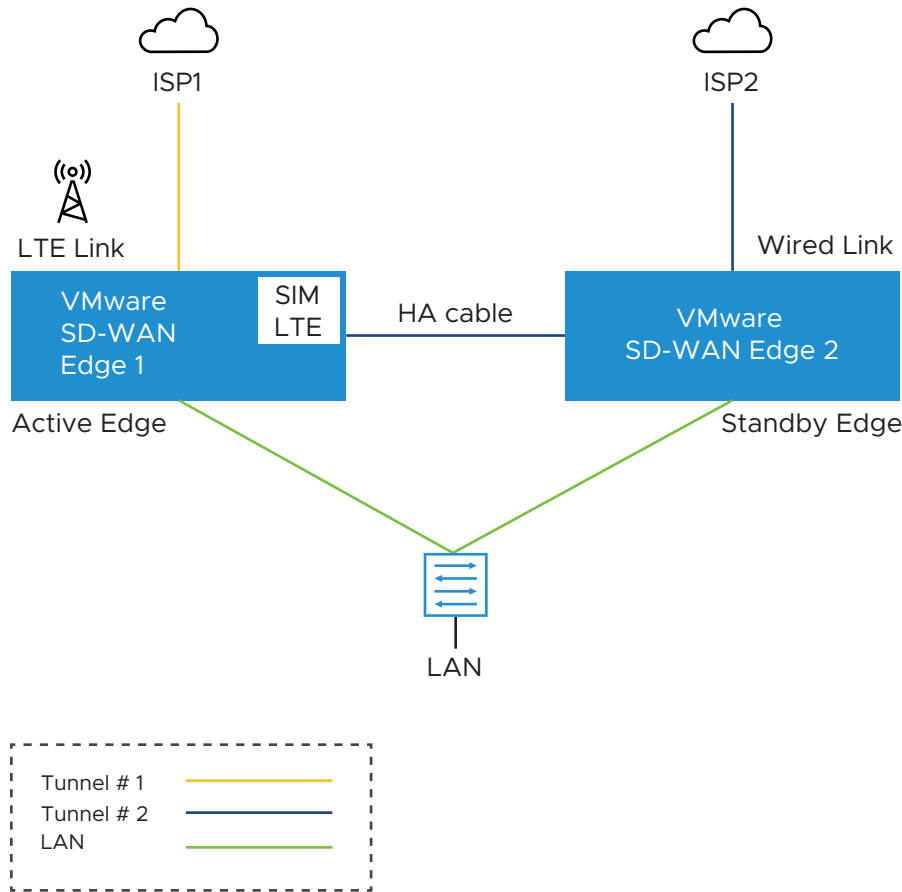 ISP1
ISP2
LTE Link
Wired Link
VMware
SD-WAN
Edge 1
SIM
LTE
HA cable
VMware
SD-WAN Edge 2
Active Edge
Standby Edge
LAN
Tunnel # 1
Tunnel # 2
LAN